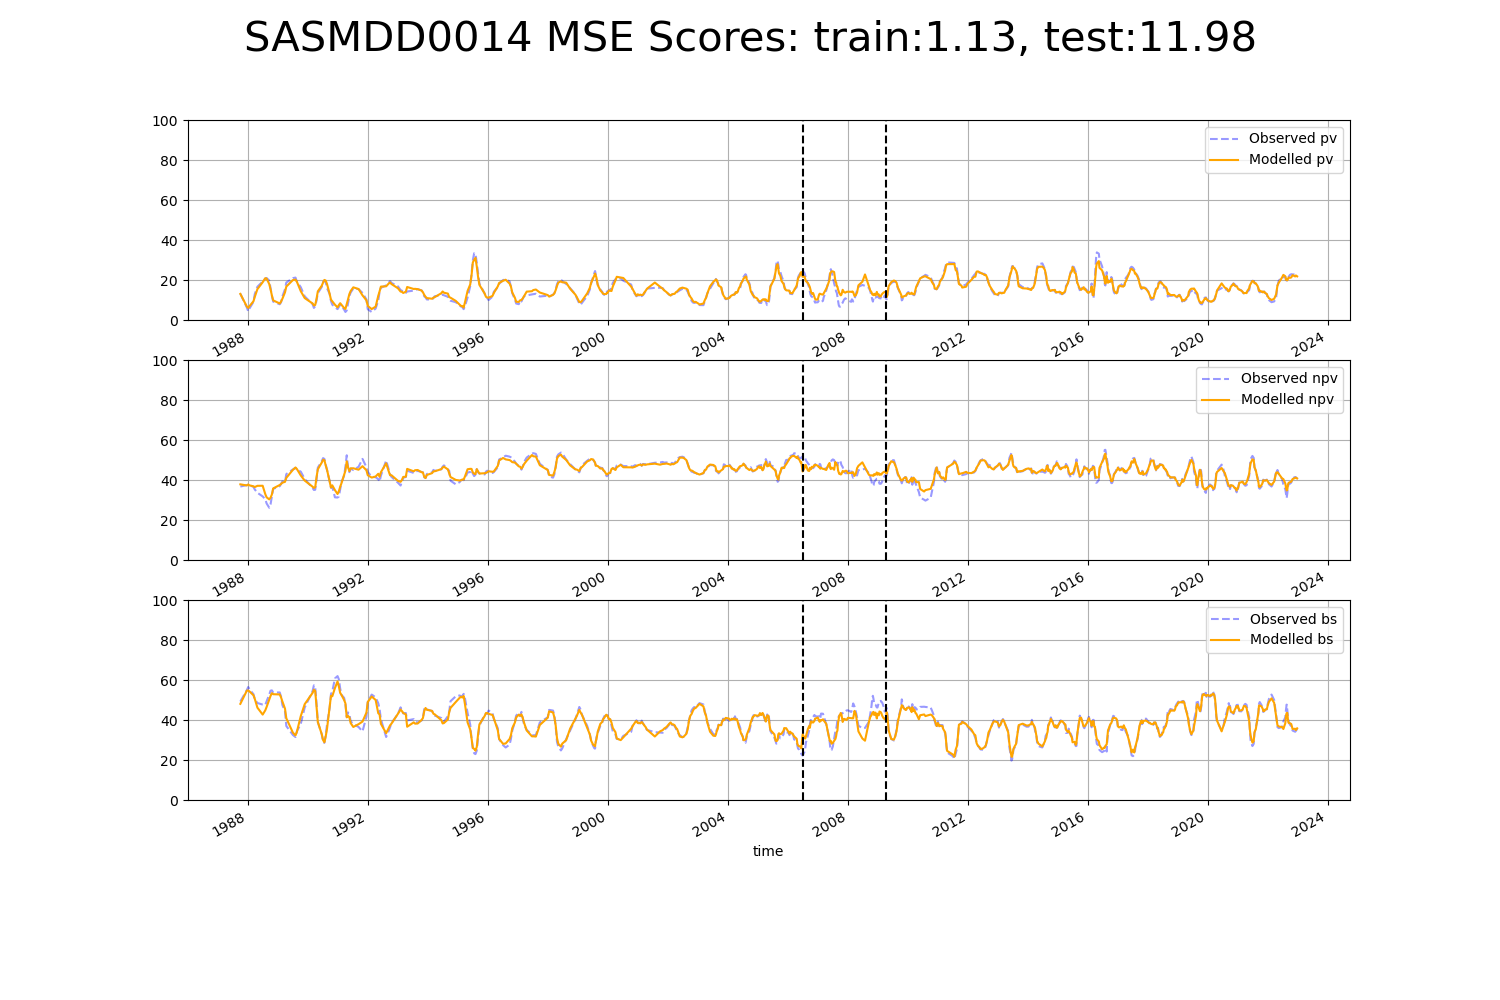 SASMDD0014 MSE Scores: train:1.13, test:11.98
100
80
60
40
20
0
Observed pv
Modelled pv
1988 1992 1996 2000 2004 2008 2012 2016 2020 2024
100
80
60
40
20
0
Observed npv
Modelled npv
1988 1992 1996 2000 2004 2008 2012 2016 2020 2024
100
80
60
40
20
0
Observed bs
Modelled bs
1988 1992 1996 2000 2004 2008 2012 2016 2020 2024
time